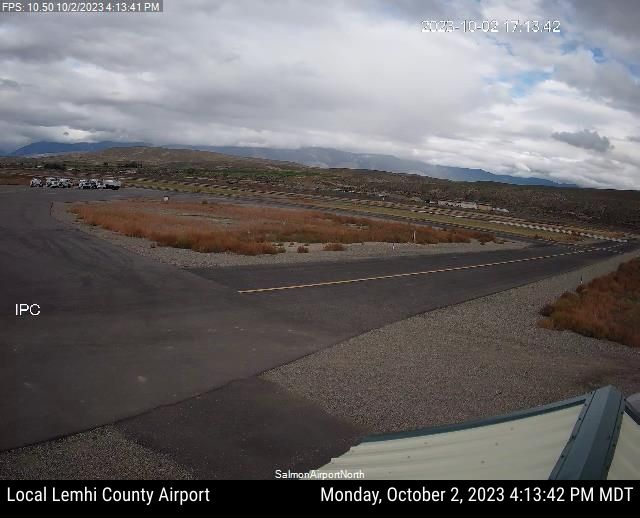 FPS: 10.50 10/2/2023 4:13:41 PM
2023-10-02 17:13:42
IPC
SalmonAirportNorth
Local Lemhi County Airport
Monday, October 2, 2023 4:13:42 PM MDT